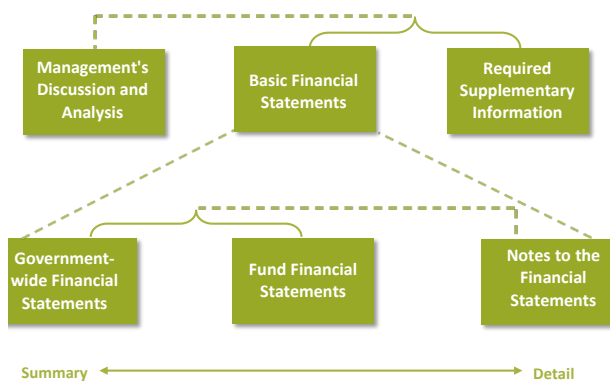 Management's
Discussion and
Analysis
Basic Financial
Statements
Required
Supplementary
Information
Government-
wide Financial
Statements
Fund Financial
Statements
Notes to the
Financial
Statements
Summary
Detail